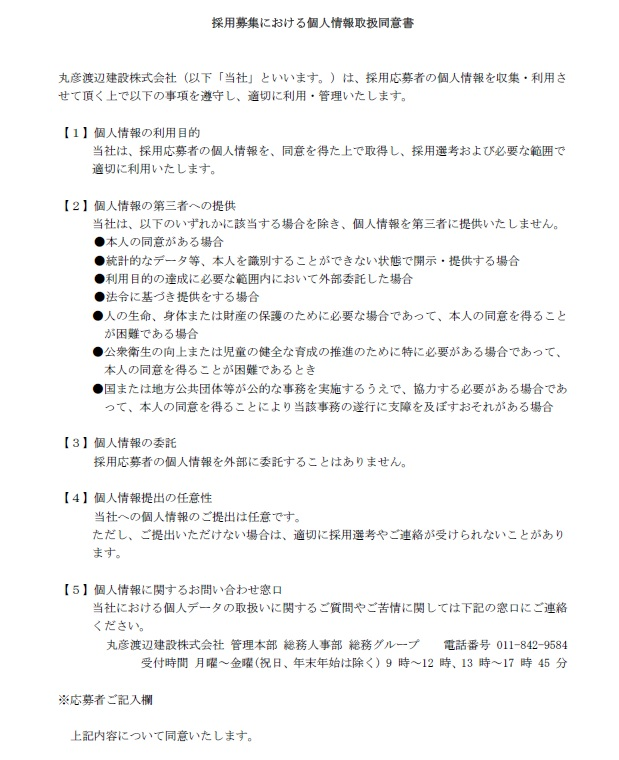 採用募集における個人情報取扱同意書
丸彦渡辺建設株式会社（以下「当社」といいます。）は、採用応募者の個人情報を収集・利用さ
せて頂く上で以下の事項を遵守し、適切に利用・管理いたします。
【１】個人情報の利用目的
当社は、採用応募者の個人情報を、同意を得た上で取得し、採用選考および必要な範囲で
適切に利用いたします。
【２】個人情報の第三者への提供
当社は、以下のいずれかに該当する場合を除き、個人情報を第三者に提供いたしません。
●本人の同意がある場合
●統計的なデータ等、本人を識別することができない状態で開示・提供する場合
●利用目的の達成に必要な範囲内において外部委託した場合
●法令に基づき提供をする場合
●人の生命、身体または財産の保護のために必要な場合であって、本人の同意を得ること
が困難である場合
●公衆衛生の向上または児童の健全な育成の推進のために特に必要がある場合であって、
本人の同意を得ることが困難であるとき
●国または地方公共団体等が公的な事務を実施するうえで、協力する必要がある場合であ
って、本人の同意を得ることにより当該事務の遂行に支障を及ぼすおそれがある場合
【３】個人情報の委託
採用応募者の個人情報を外部に委託することはありません。
【４】個人情報提出の任意性
当社への個人情報のご提出は任意です。
ただし、ご提出いただけない場合は、適切に採用選考やご連絡が受けられないことがあり
ます。
【５】個人情報に関するお問い合わせ窓口
当社における個人データの取扱いに関するご質問やご苦情に関しては下記の窓口にご連絡
ください。
丸彦渡辺建設株式会社 管理本部 総務人事部 総務グループ　電話番号 011-842-9584
受付時間 月曜～金曜(祝日、年末年始は除く) 9 時～12 時、13 時～17 時 45 分
※応募者ご記入欄
上記内容について同意いたします。